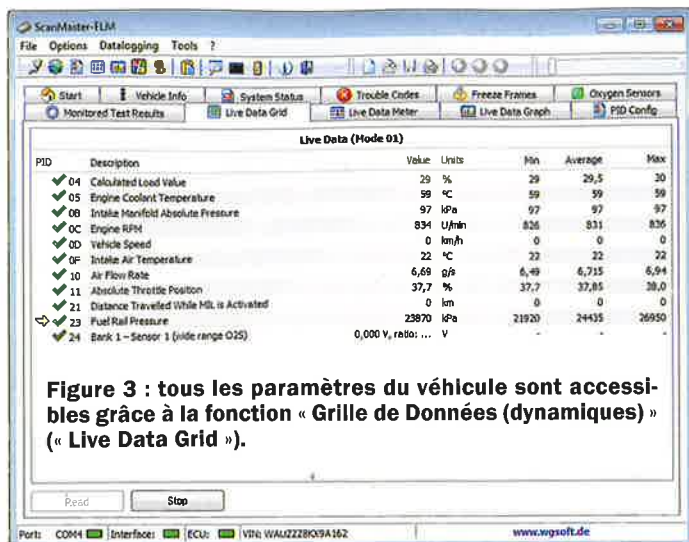 ScanMaster-ELM
File Options Datalogging Tools ?
Start Vehicle Info System Status Trouble Codes Freeze Frames Oxygen Sensors
Monitored Test Results Live Data Grid Live Data Meter Live Data Graph PID Config
Live Data (Mode 01)
PID Description Value Units Min Average Max
04 Calculated Load Value 29 % 29 29,5 30
05 Engine Coolant Temperature 59 °C 59 59 59
0B Intake Manifold Absolute Pressure 97 kPa 97 97 97
0C Engine RPM 834 U/min 826 831 836
0D Vehicle Speed 0 km/h 0 0 0
0F Intake Air Temperature 22 °C 22 22 22
10 Air Flow Rate 6,69 g/s 6,49 6,715 6,94
11 Absolute Throttle Position 37,7 % 37,7 37,85 38,0
21 Distance Travelled While MIL is Activated 0 km 0 0 0
23 Fuel Rail Pressure 23870 kPa 21920 24435 26950
24 Bank 1 - Sensor 1 (wide range O2S) 0,000 V, ratio: ... V - - -
Figure 3 : tous les paramètres du véhicule sont accessi-
bles grâce à la fonction « Grille de Données (dynamiques) »
(« Live Data Grid »).
Read Stop
Port: COM4 Interface: ECU: VIN: WAUZZZ8KX9A162 www.wgsoft.de